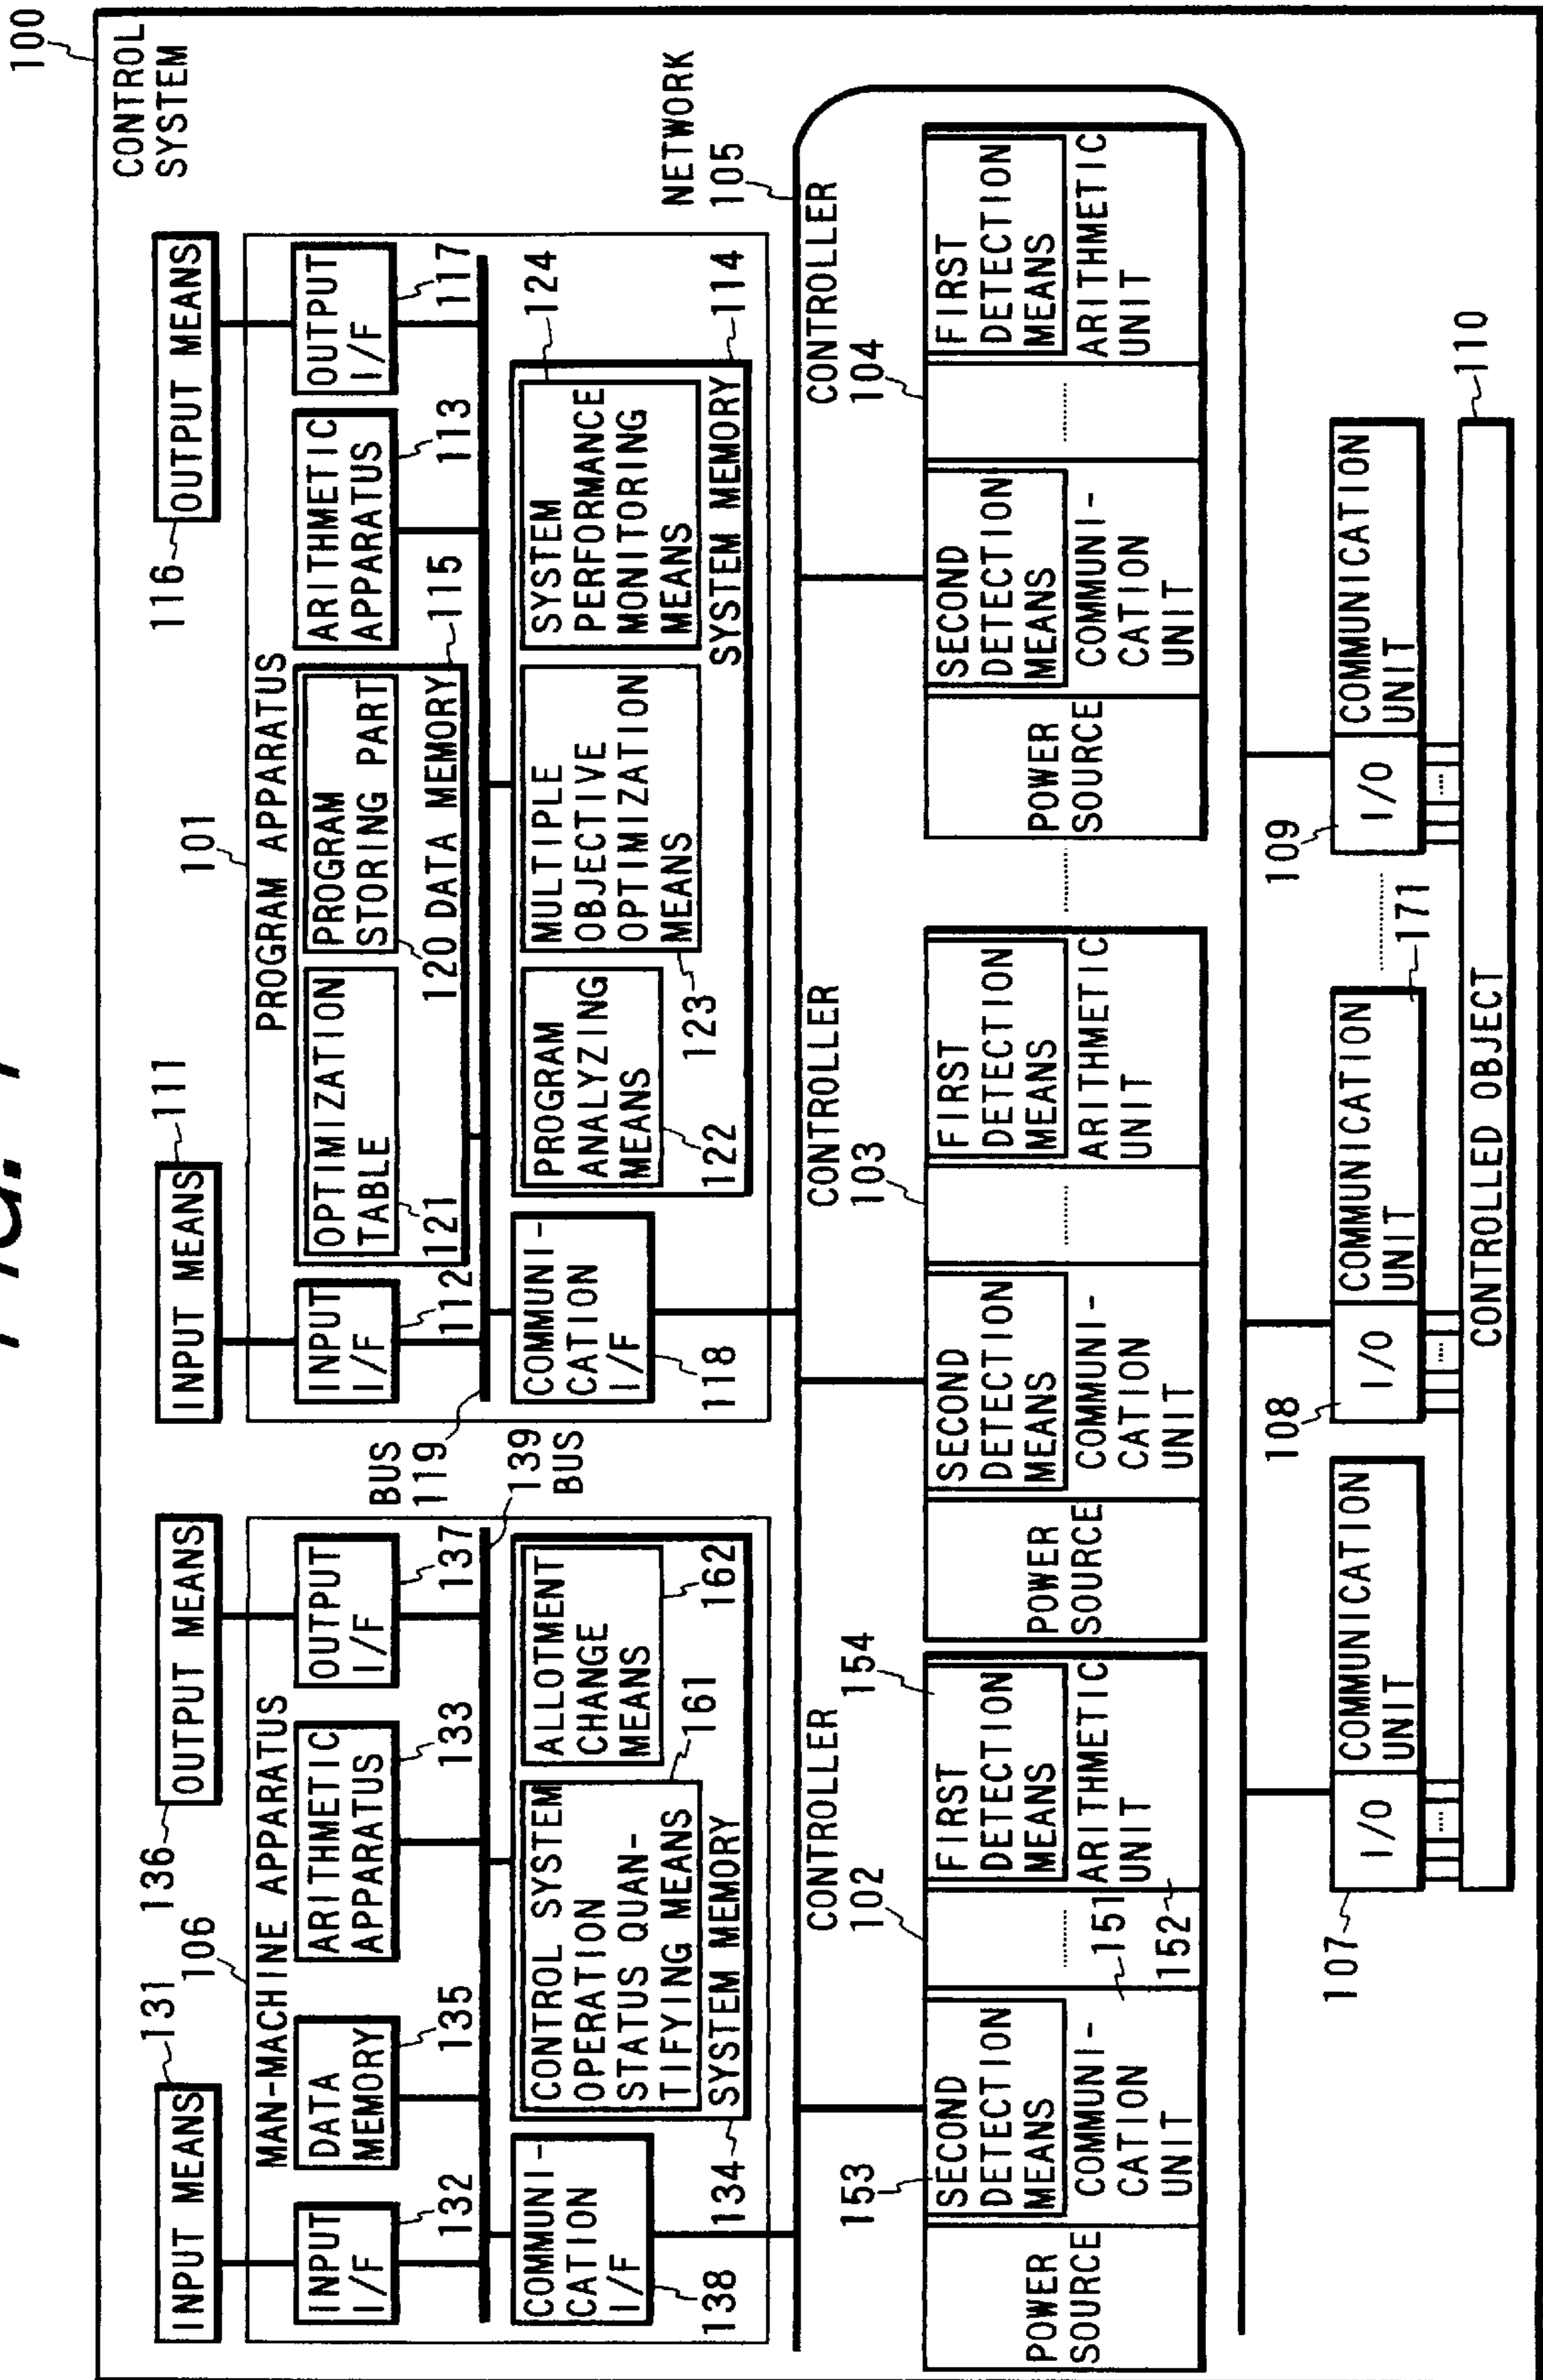 100
CONTROL
SYSTEM
131
INPUT MEANS
136
OUTPUT MEANS
106
MAN-MACHINE APPARATUS
INPUT
I/F
132
DATA
MEMORY
135
ARITHMETIC
APPARATUS
133
OUTPUT
I/F
137
BUS
119
139
BUS
COMMUNI-
CATION
I/F
138
134
CONTROL SYSTEM
OPERATION
STATUS QUAN-
TIFYING MEANS
161
SYSTEM MEMORY
ALLOTMENT
CHANGE
MEANS
162
INPUT MEANS
111
116
OUTPUT MEANS
101
PROGRAM APPARATUS
INPUT
I/F
112
OPTIMIZATION
TABLE
121
PROGRAM
STORING PART
120
DATA MEMORY
115
ARITHMETIC
APPARATUS
113
OUTPUT
I/F
117
COMMUNI-
CATION
I/F
118
PROGRAM
ANALYZING
MEANS
122
MULTIPLE
OBJECTIVE
OPTIMIZATION
MEANS
123
SYSTEM
PERFORMANCE
MONITORING
MEANS
124
SYSTEM MEMORY
114
NETWORK
105
CONTROLLER
102
POWER
SOURCE
153
SECOND
DETECTION
MEANS
COMMUNI-
CATION
UNIT
151
152
154
FIRST
DETECTION
MEANS
ARITHMETIC
UNIT
CONTROLLER
103
POWER
SOURCE
SECOND
DETECTION
MEANS
COMMUNI-
CATION
UNIT
FIRST
DETECTION
MEANS
ARITHMETIC
UNIT
CONTROLLER
104
POWER
SOURCE
SECOND
DETECTION
MEANS
COMMUNI-
CATION
UNIT
FIRST
DETECTION
MEANS
ARITHMETIC
UNIT
107
I/O
COMMUNICATION
UNIT
108
I/O
COMMUNICATION
UNIT
171
109
I/O
COMMUNICATION
UNIT
CONTROLLED OBJECT
110